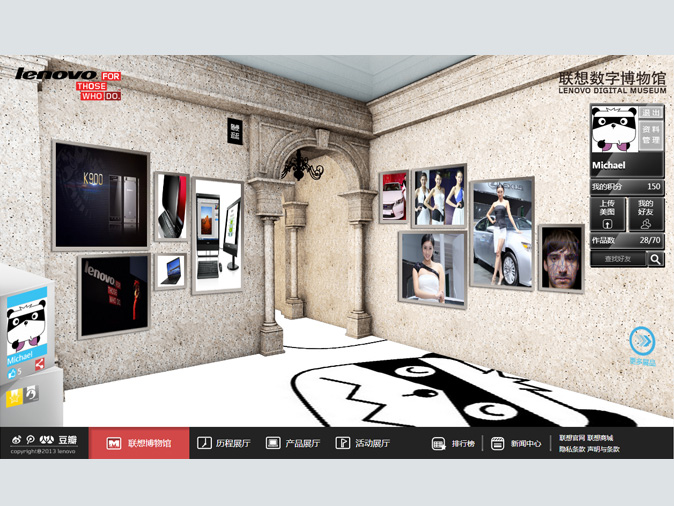 lenovo FOR
THOSE
WHO DO.
联想数字博物馆
LENOVO DIGITAL MUSEUM
退出
资料
管理
Michael
我的积分 150
上传
美图
我的
好友
作品数 28/70
查找好友
K900
lenovo FOR
THOSE
WHO DO.
更多展品
Michael
5
豆瓣
copyright@2013 lenovo
联想博物馆
历程展厅
产品展厅
活动展厅
排行榜
新闻中心
联想官网 联想商城
隐私条款 声明与条款